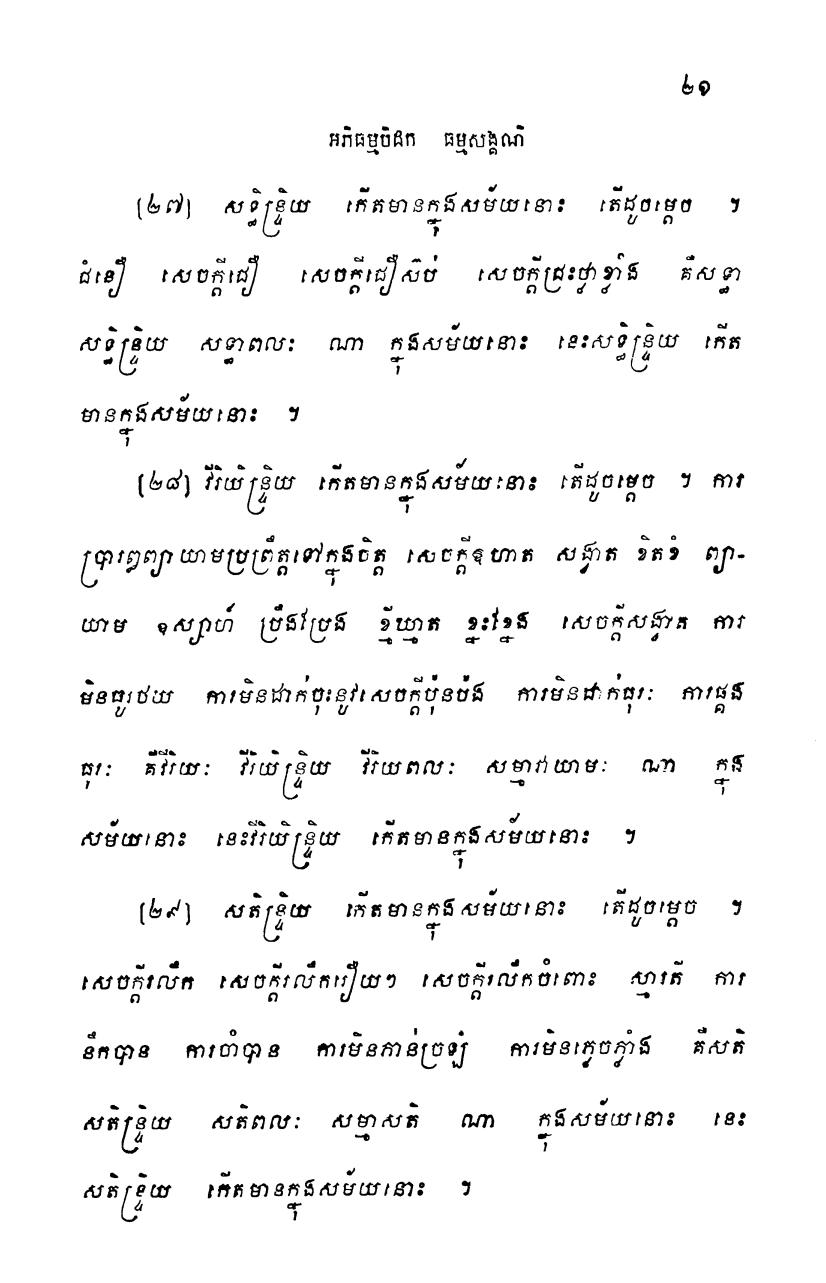 ២១
អភិធម្មបិដក ធម្មសង្គណិ
[២៧] សទ្ធិន្ទ្រិយ កើតមានក្នុងសម័យនោះ តើដូចម្តេច ។
ជំនឿ សេចក្តីជឿ សេចក្តីជឿស៊ប់ សេចក្តីជ្រះថ្លាខ្លាំង គឺសទ្ធា
សទ្ធិន្ទ្រិយ សទ្ធាពលៈ ណា ក្នុងសម័យនោះ នេះសទ្ធិន្ទ្រិយ កើត
មានក្នុងសម័យនោះ ។
[២៨] វីរិយិន្ទ្រិយ កើតមានក្នុងសម័យនោះ តើដូចម្តេច ។ ការ
ប្រារព្ធព្យាយាមប្រព្រឹត្តទៅក្នុងចិត្ត សេចក្តីឧហាត សង្វាត ខិតខំ ព្យា-
យាម ឧស្សាហ៍ ប្រឹងប្រែង ខ្មីឃ្មាត ខ្នះខ្នែង សេចក្តីសង្វាត ការ
មិនធូរថយ ការមិនដាក់ចុះនូវសេចក្តីប៉ុនប៉ង ការមិនដាក់ធុរៈ ការផ្គង
ធុរៈ គឺវីរិយៈ វីរិយិន្ទ្រិយ វីរិយពលៈ សម្មាវាយាមៈ ណា ក្នុង
សម័យនោះ នេះវីរិយិន្ទ្រិយ កើតមានក្នុងសម័យនោះ ។
[២៩] សតិន្ទ្រិយ កើតមានក្នុងសម័យនោះ តើដូចម្តេច ។
សេចក្តីរលឹក សេចក្តីរលឹករឿយៗ សេចក្តីរលឹកចំពោះ ស្មារតី ការ
នឹកបាន ការចាំបាន ការមិនភាន់ច្រឡំ ការមិនភ្លេចភ្លាំង គឺសតិ
សតិន្ទ្រិយ សតិពលៈ សម្មាសតិ ណា ក្នុងសម័យនោះ នេះ
សតិន្ទ្រិយ កើតមានក្នុងសម័យនោះ ។